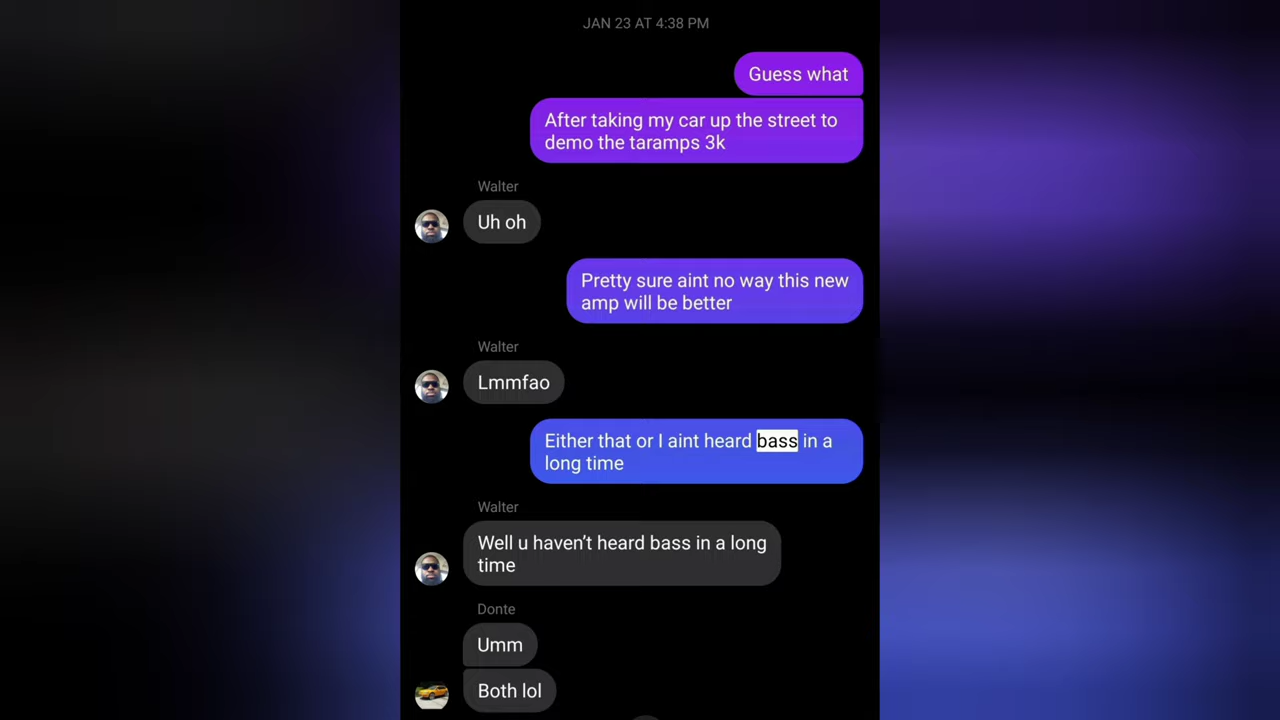 JAN 23 AT 4:38 PM
Guess what
After taking my car up the street to
demo the taramps 3k
Walter
Uh oh
Pretty sure aint no way this new
amp will be better
Walter
Lmmfao
Either that or I aint heard bass in a
long time
Walter
Well u haven't heard bass in a long
time
Donte
Umm
Both lol